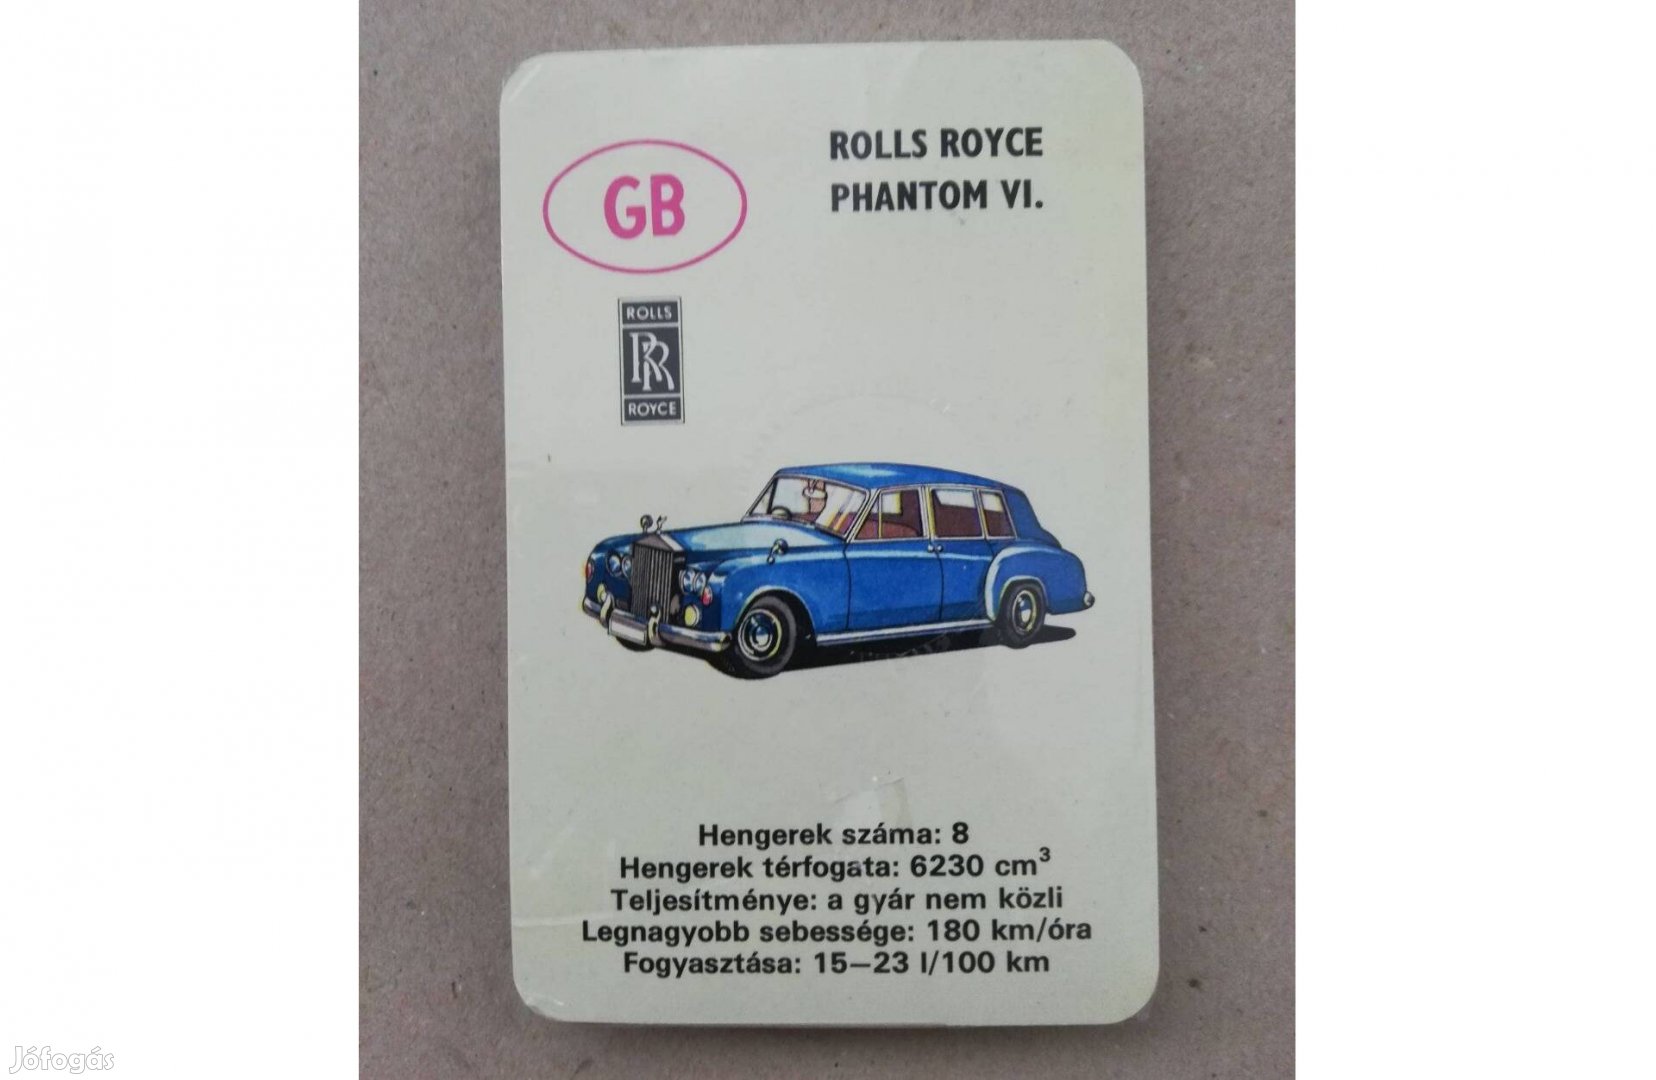 ROLLS ROYCE
PHANTOM VI.
GB
ROLLS
RR
ROYCE
Hengerek száma: 8
Hengerek térfogata: 6230 cm³
Teljesítménye: a gyár nem közli
Legnagyobb sebessége: 180 km/óra
Fogyasztása: 15—23 l/100 km
Jófogás